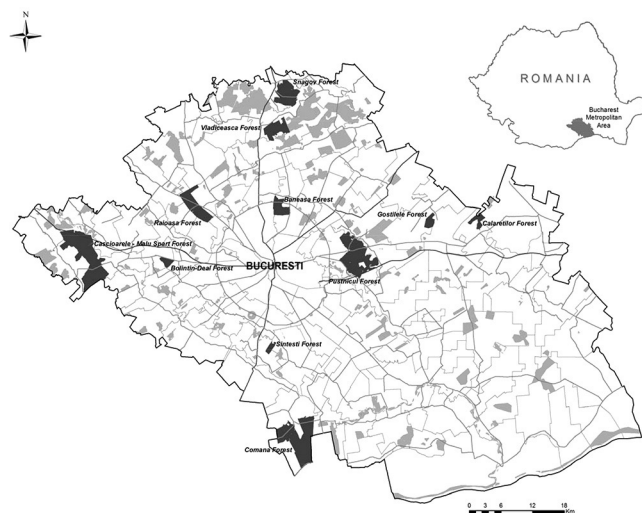 N
Snagov Forest
ROMANIA
Bucharest
Metropolitan
Area
Vladiceasca Forest
Baneasa Forest
Raioasa Forest
Gostilele Forest
Calaretilor Forest
Cascioarele - Malu Spart Forest
Bolintin-Deal Forest
BUCURESTI
Pustnicul Forest
Sintesti Forest
Comana Forest
0 3 6 12 18
Km